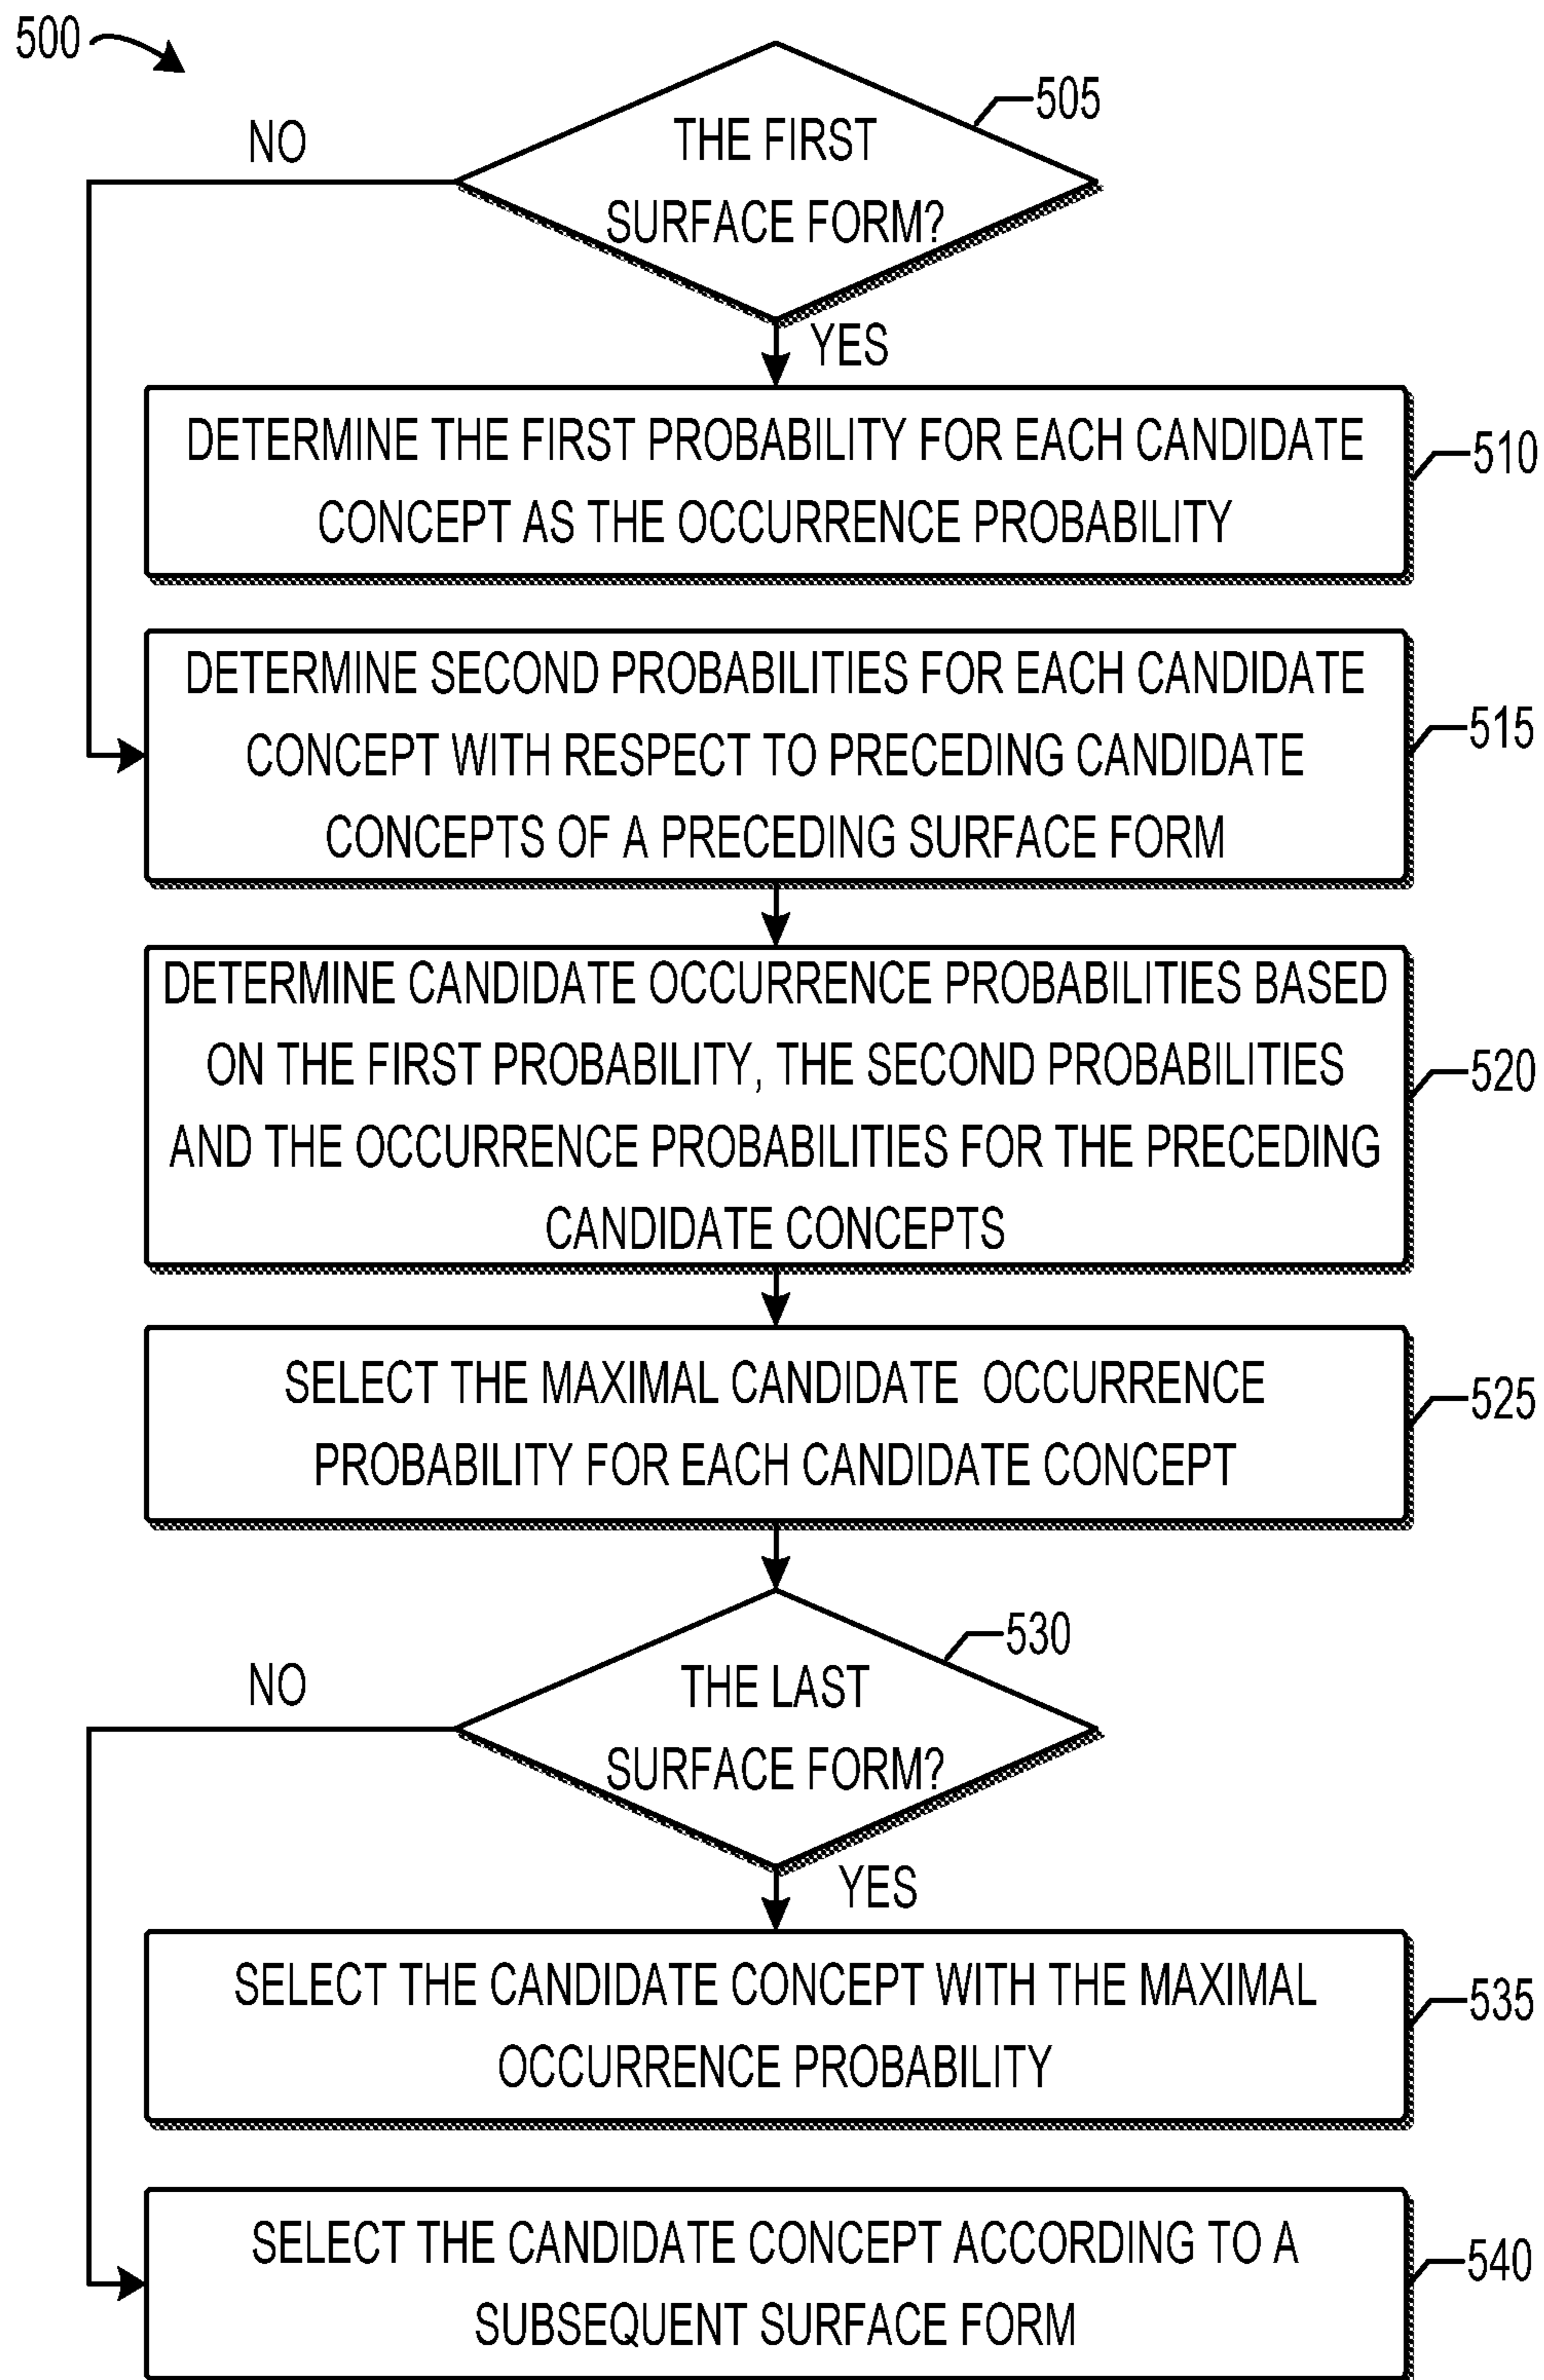 500
THE FIRST
SURFACE FORM?
505
NO
YES
DETERMINE THE FIRST PROBABILITY FOR EACH CANDIDATE
CONCEPT AS THE OCCURRENCE PROBABILITY
510
DETERMINE SECOND PROBABILITIES FOR EACH CANDIDATE
CONCEPT WITH RESPECT TO PRECEDING CANDIDATE
CONCEPTS OF A PRECEDING SURFACE FORM
515
DETERMINE CANDIDATE OCCURRENCE PROBABILITIES BASED
ON THE FIRST PROBABILITY, THE SECOND PROBABILITIES
AND THE OCCURRENCE PROBABILITIES FOR THE PRECEDING
CANDIDATE CONCEPTS
520
SELECT THE MAXIMAL CANDIDATE OCCURRENCE
PROBABILITY FOR EACH CANDIDATE CONCEPT
525
THE LAST
SURFACE FORM?
530
NO
YES
SELECT THE CANDIDATE CONCEPT WITH THE MAXIMAL
OCCURRENCE PROBABILITY
535
SELECT THE CANDIDATE CONCEPT ACCORDING TO A
SUBSEQUENT SURFACE FORM
540